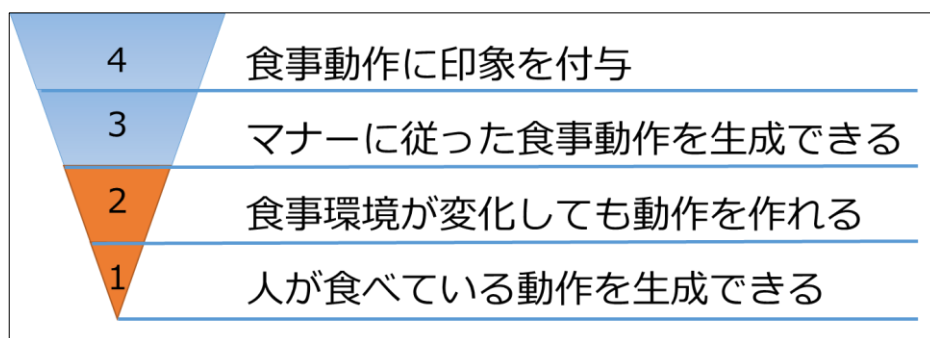 4 食事動作に印象を付与
3 マナーに従った食事動作を生成できる
2 食事環境が変化しても動作を作れる
1 人が食べている動作を生成できる